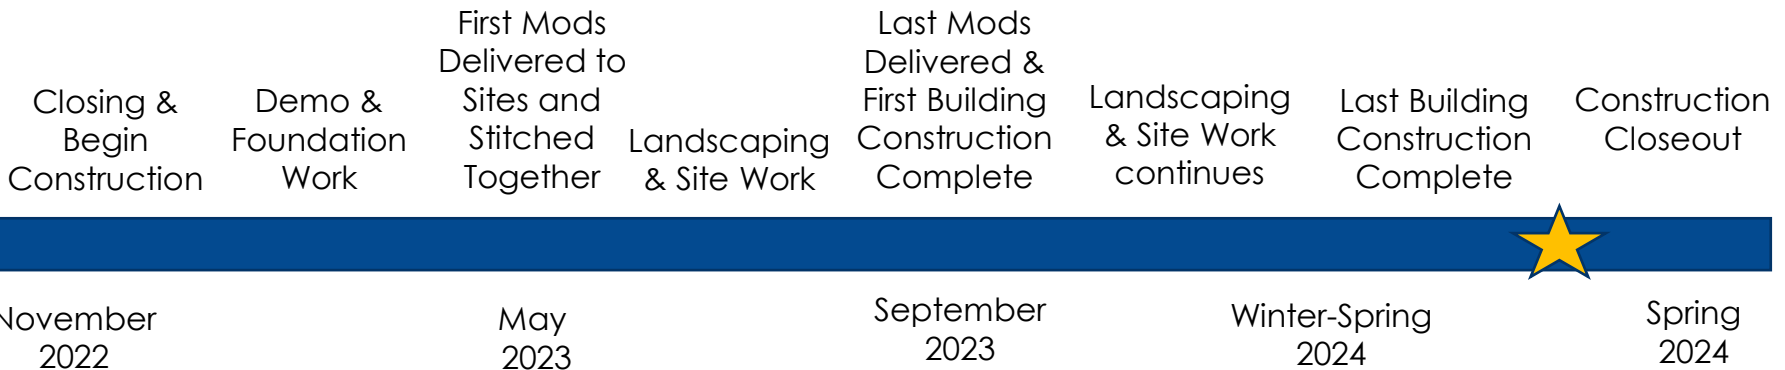 Closing &
Begin
Construction
Demo &
Foundation
Work
First Mods
Delivered to
Sites and
Stitched
Together
Landscaping
& Site Work
Last Mods
Delivered &
First Building
Construction
Complete
Landscaping
& Site Work
continues
Last Building
Construction
Complete
Construction
Closeout
November
2022
May
2023
September
2023
Winter-Spring
2024
Spring
2024